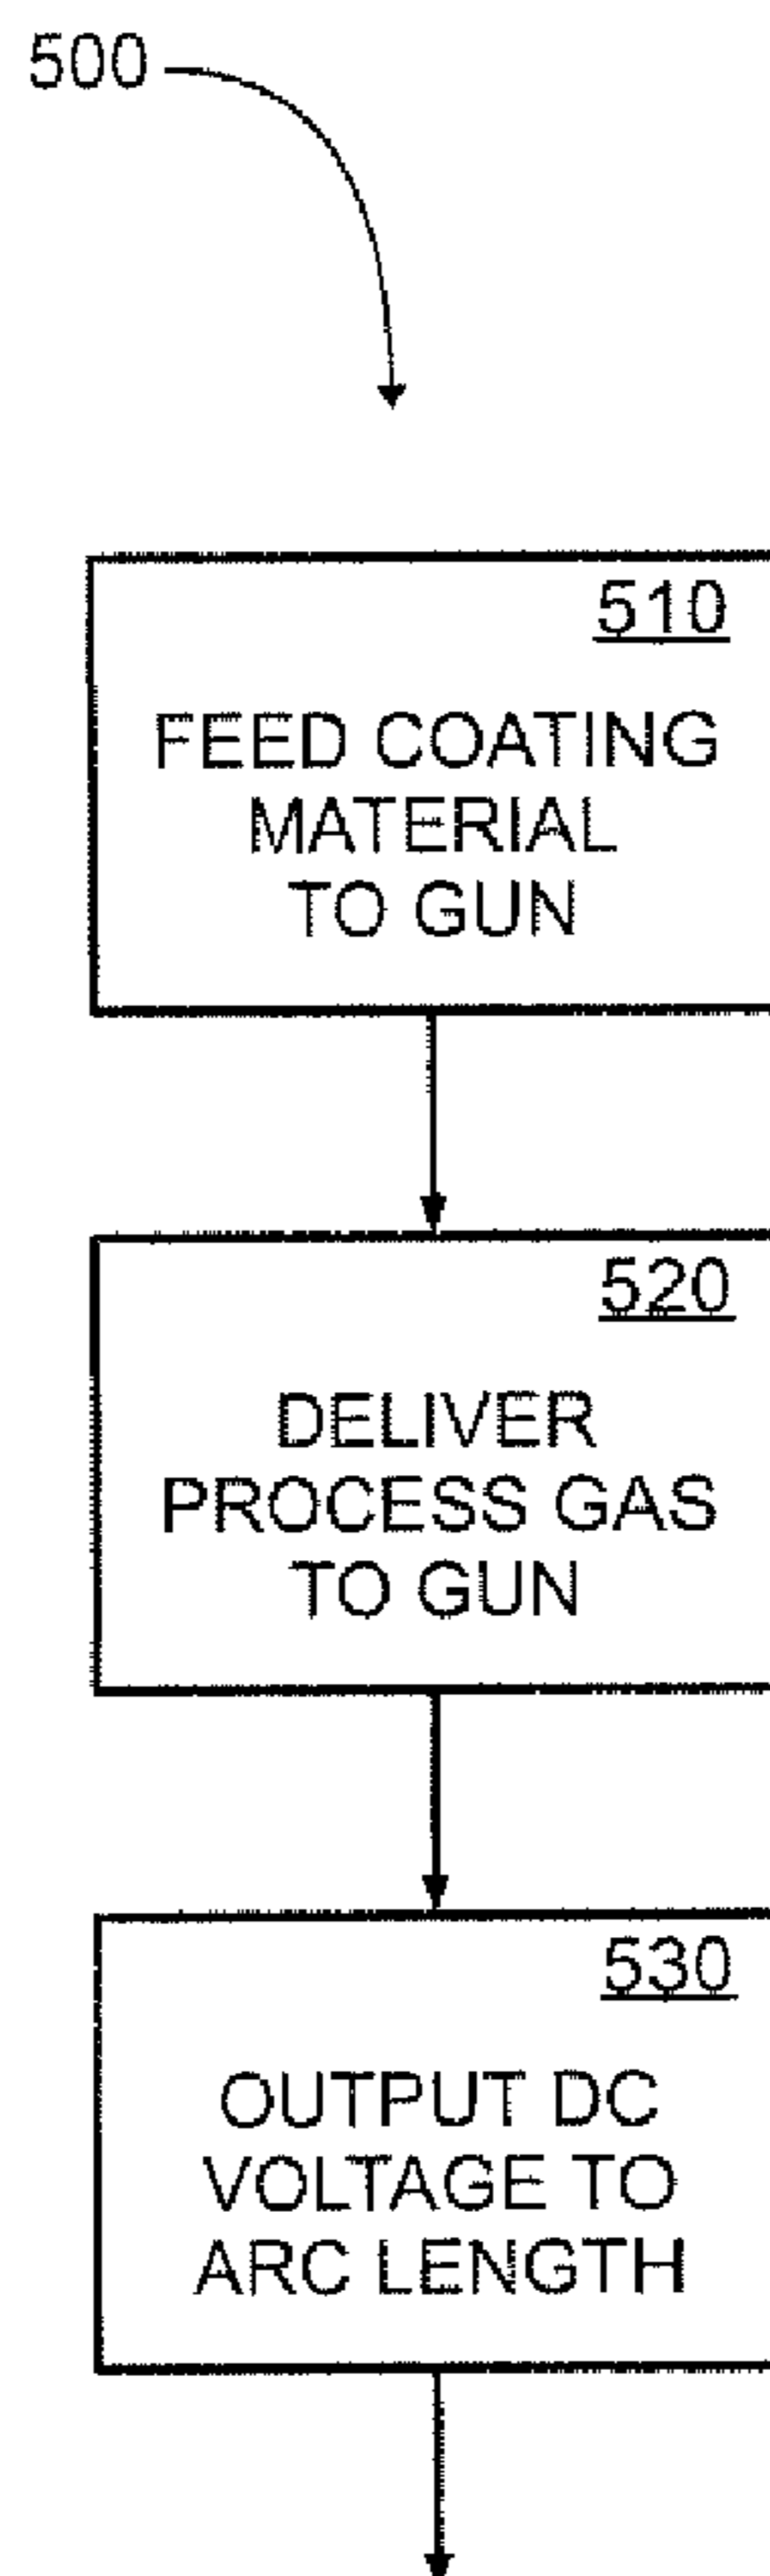 500
510
FEED COATING
MATERIAL
TO GUN
520
DELIVER
PROCESS GAS
TO GUN
530
OUTPUT DC
VOLTAGE TO
ARC LENGTH